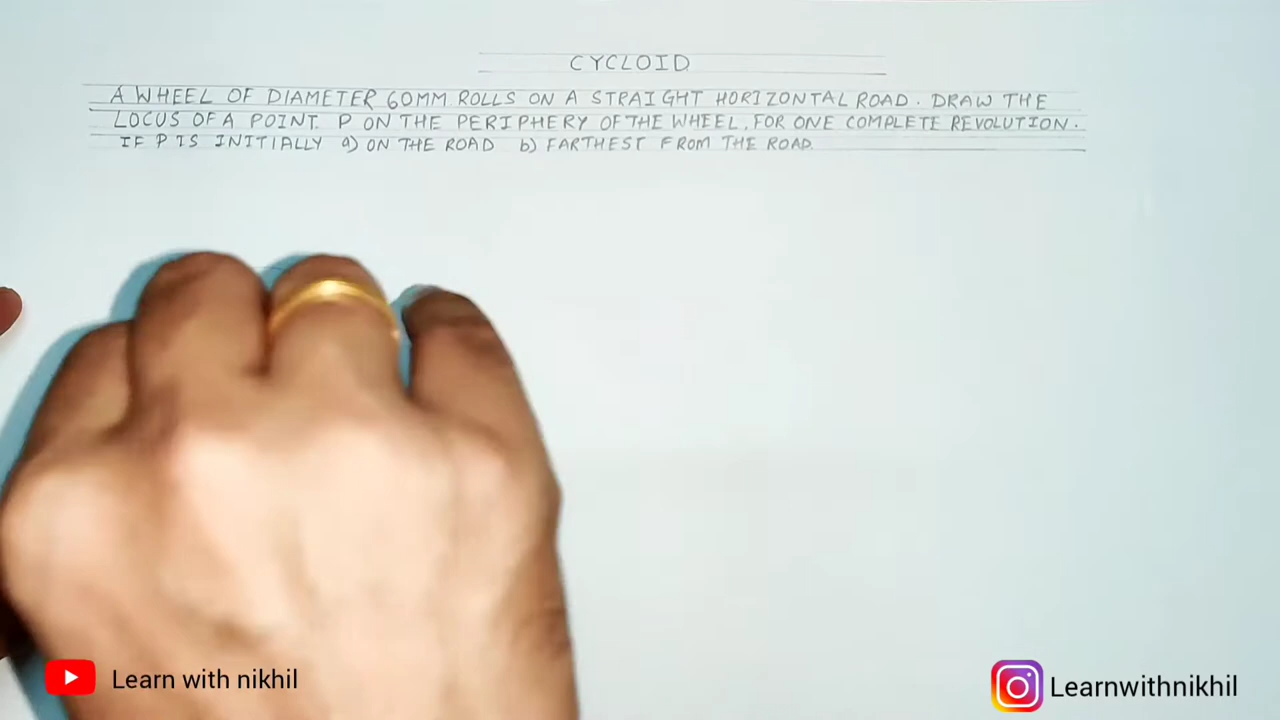 CYCLOID
A WHEEL OF DIAMETER 60MM ROLLS ON A STRAIGHT HORIZONTAL ROAD. DRAW THE
LOCUS OF A POINT P ON THE PERIPHERY OF THE WHEEL, FOR ONE COMPLETE REVOLUTION.
IF P IS INITIALLY a) ON THE ROAD b) FARTHEST FROM THE ROAD.
Learn with nikhil
Learnwithnikhil